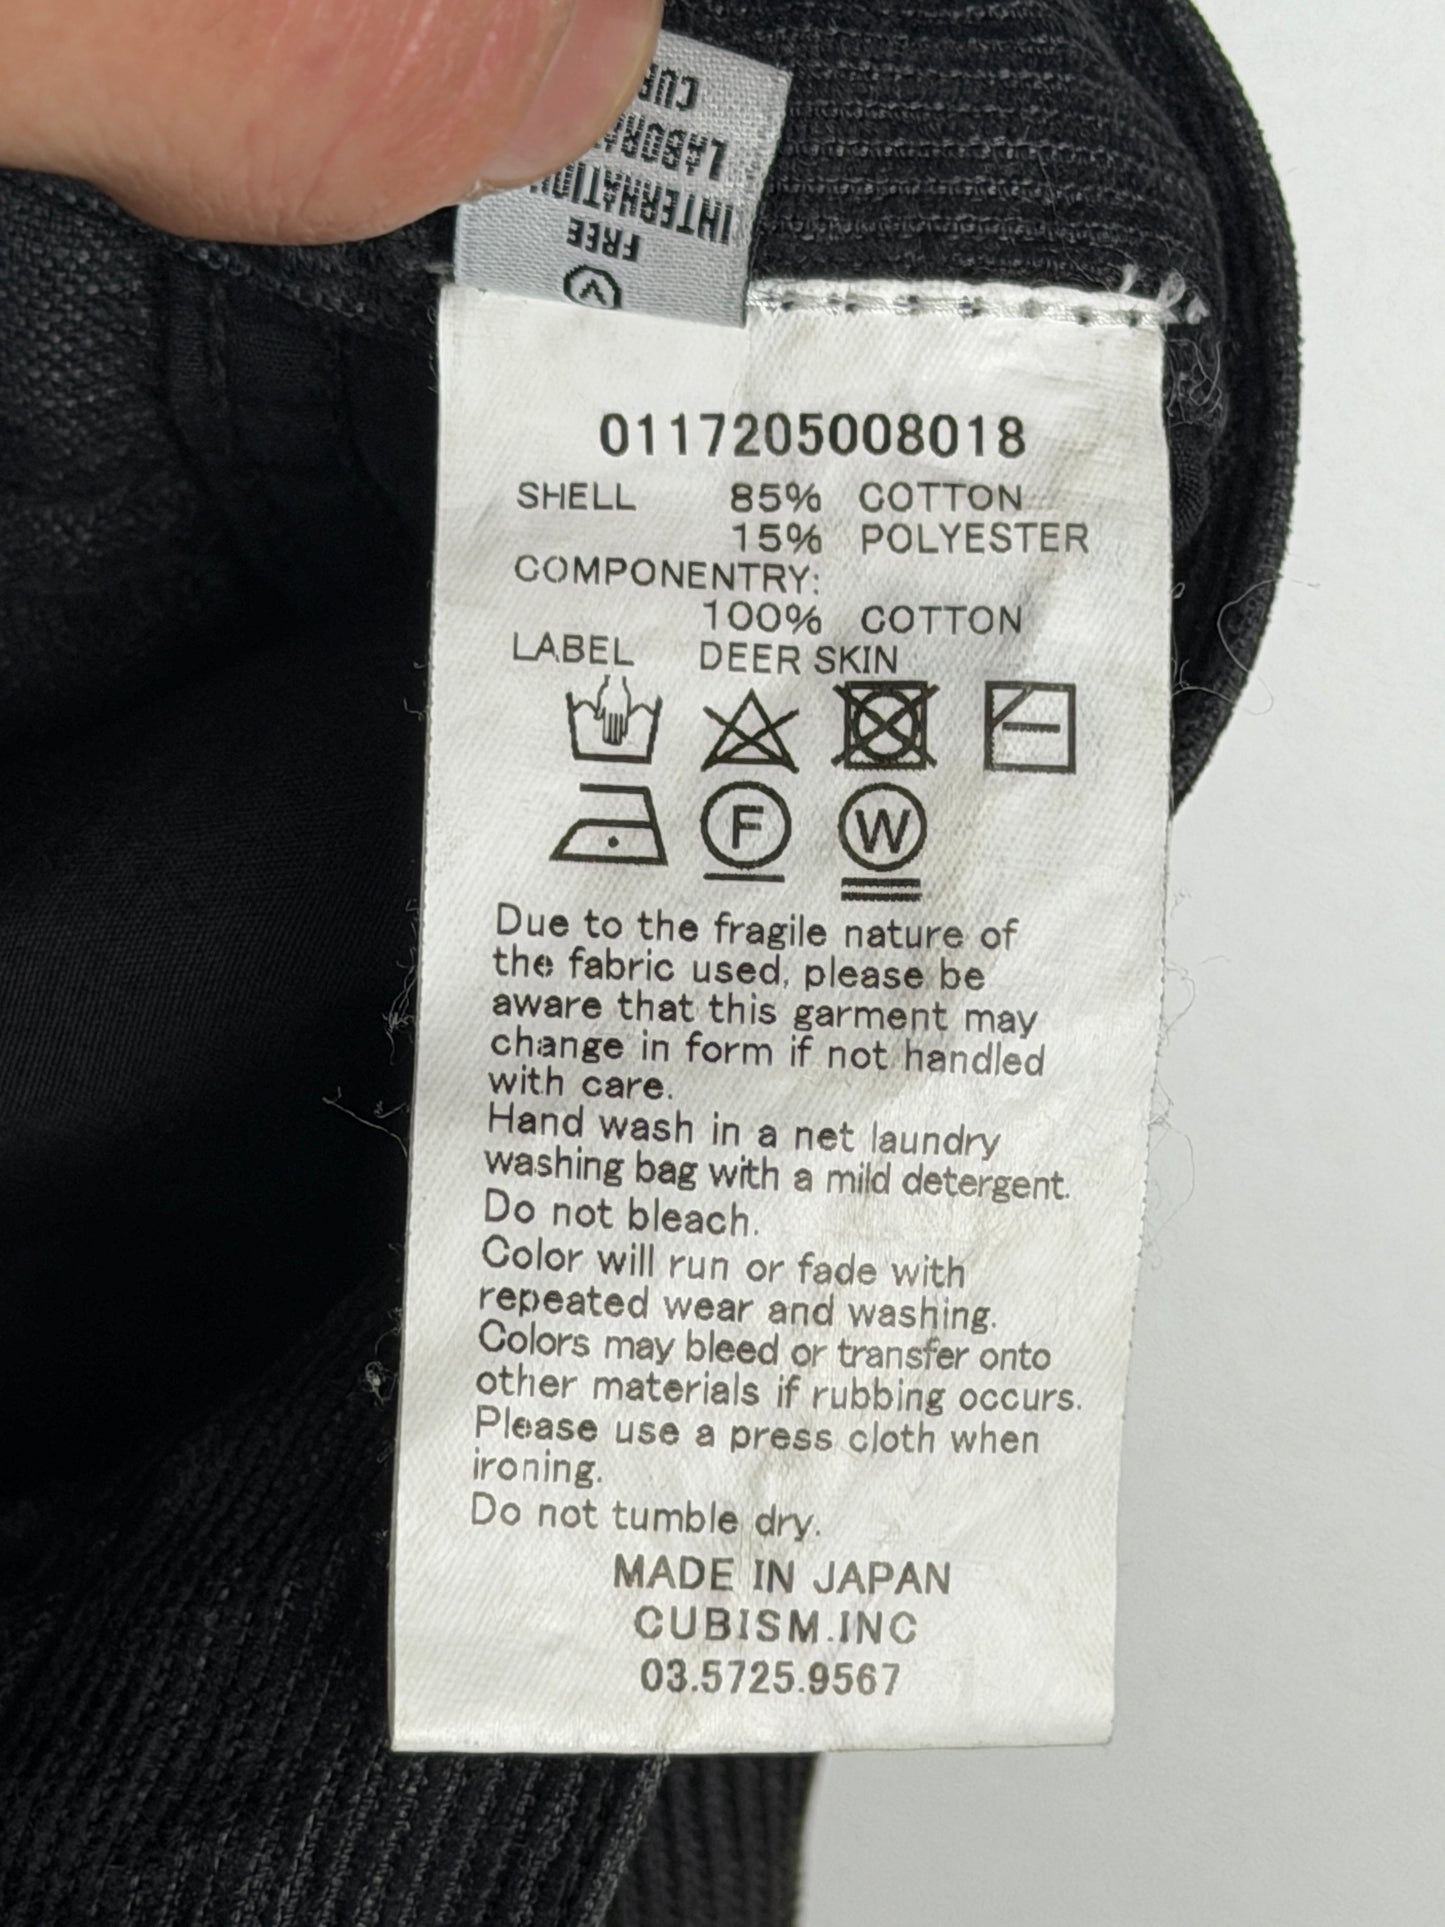 FREE
0117205008018
SHELL 85% COTTON
15% POLYESTER
COMPONENTRY:
100% COTTON
LABEL DEER SKIN
F W
Due to the fragile nature of
the fabric used, please be
aware that this garment may
change in form if not handled
with care.
Hand wash in a net laundry
washing bag with a mild detergent.
Do not bleach.
Color will run or fade with
repeated wear and washing.
Colors may bleed or transfer onto
other materials if rubbing occurs.
Please use a press cloth when
ironing.
Do not tumble dry.
MADE IN JAPAN
CUBISM.INC
03.5725.9567